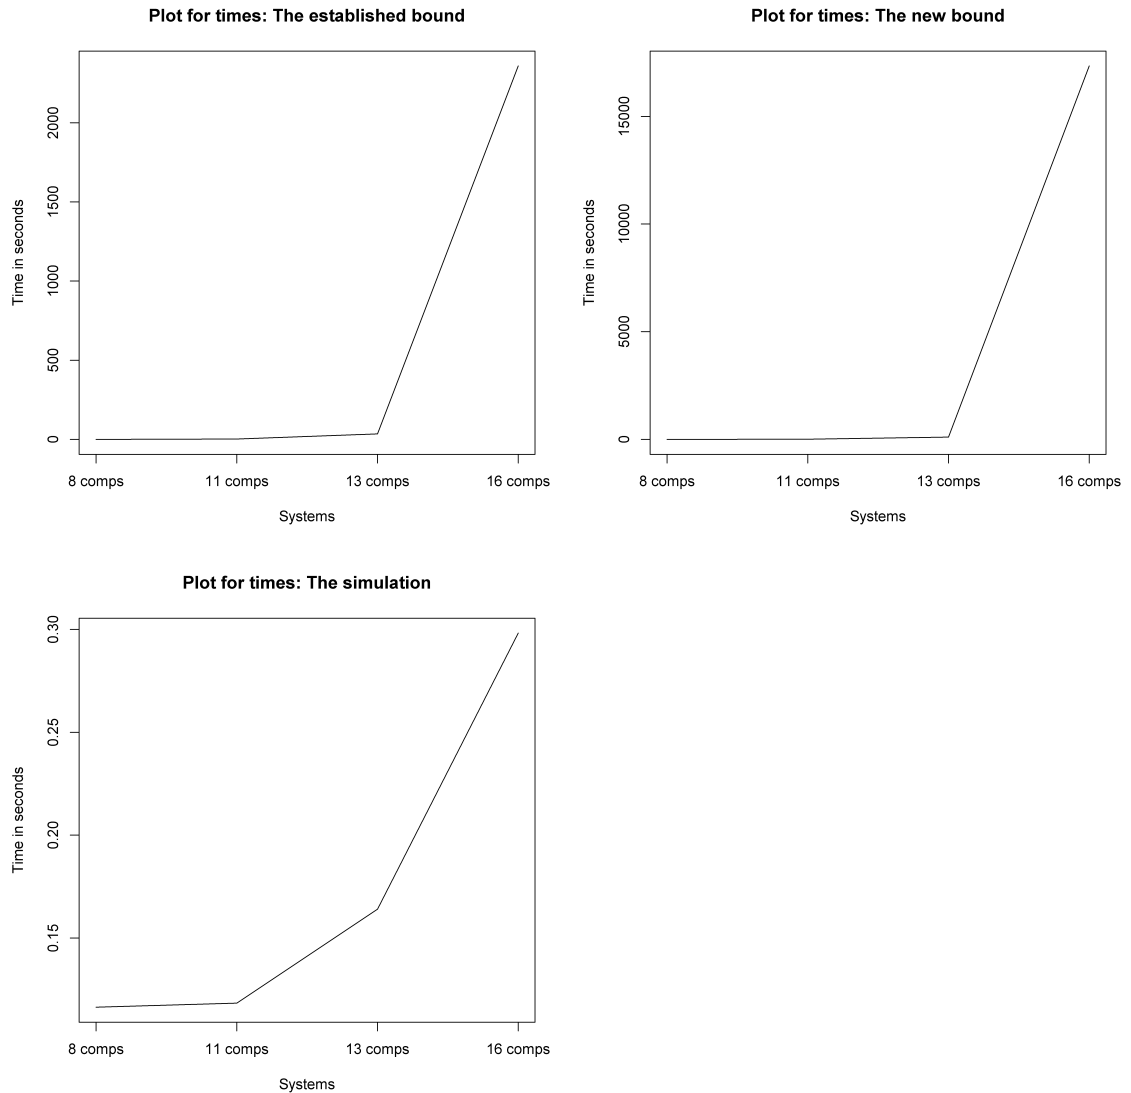 Plot for times: The established bound
Time in seconds
2000
1500
1000
500
0
8 comps 11 comps 13 comps 16 comps
Systems
Plot for times: The new bound
Time in seconds
15000
10000
5000
0
8 comps 11 comps 13 comps 16 comps
Systems
Plot for times: The simulation
Time in seconds
0.30
0.25
0.20
0.15
8 comps 11 comps 13 comps 16 comps
Systems